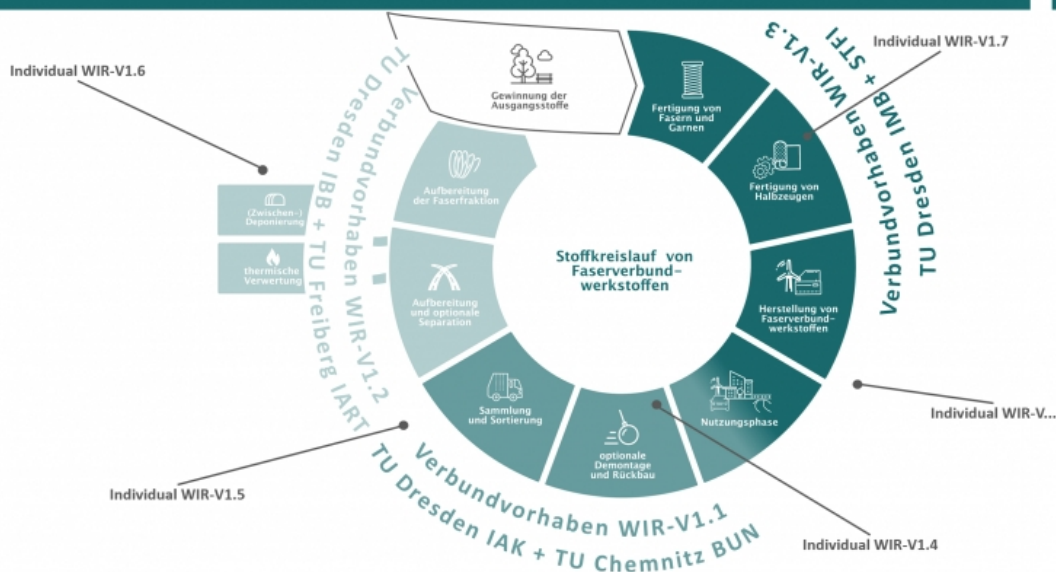 Individual WIR-V1.6
Individual WIR-V1.7
Gewinnung der
Ausgangsstoffe
Fertigung von
Fasern und
Garnen
Fertigung von
Halbzeugen
Herstellung von
Faserverbund-
werkstoffen
Nutzungsphase
optionale
Demontage
und Rückbau
Sammlung
und Sortierung
Aufbereitung
und optionale
Separation
Aufbereitung
der Faserfraktion
(Zwischen-)
Deponierung
thermische
Verwertung
Stoffkreislauf von
Faserverbund-
werkstoffen
Verbundvorhaben WIR-V1.3
TU Dresden IMB + STFI
Verbundvorhaben WIR-V1.2
TU Dresden IBB + TU Freiberg IART
Verbundvorhaben WIR-V1.1
TU Dresden IAK + TU Chemnitz BUN
Individual WIR-V...
Individual WIR-V1.5
Individual WIR-V1.4